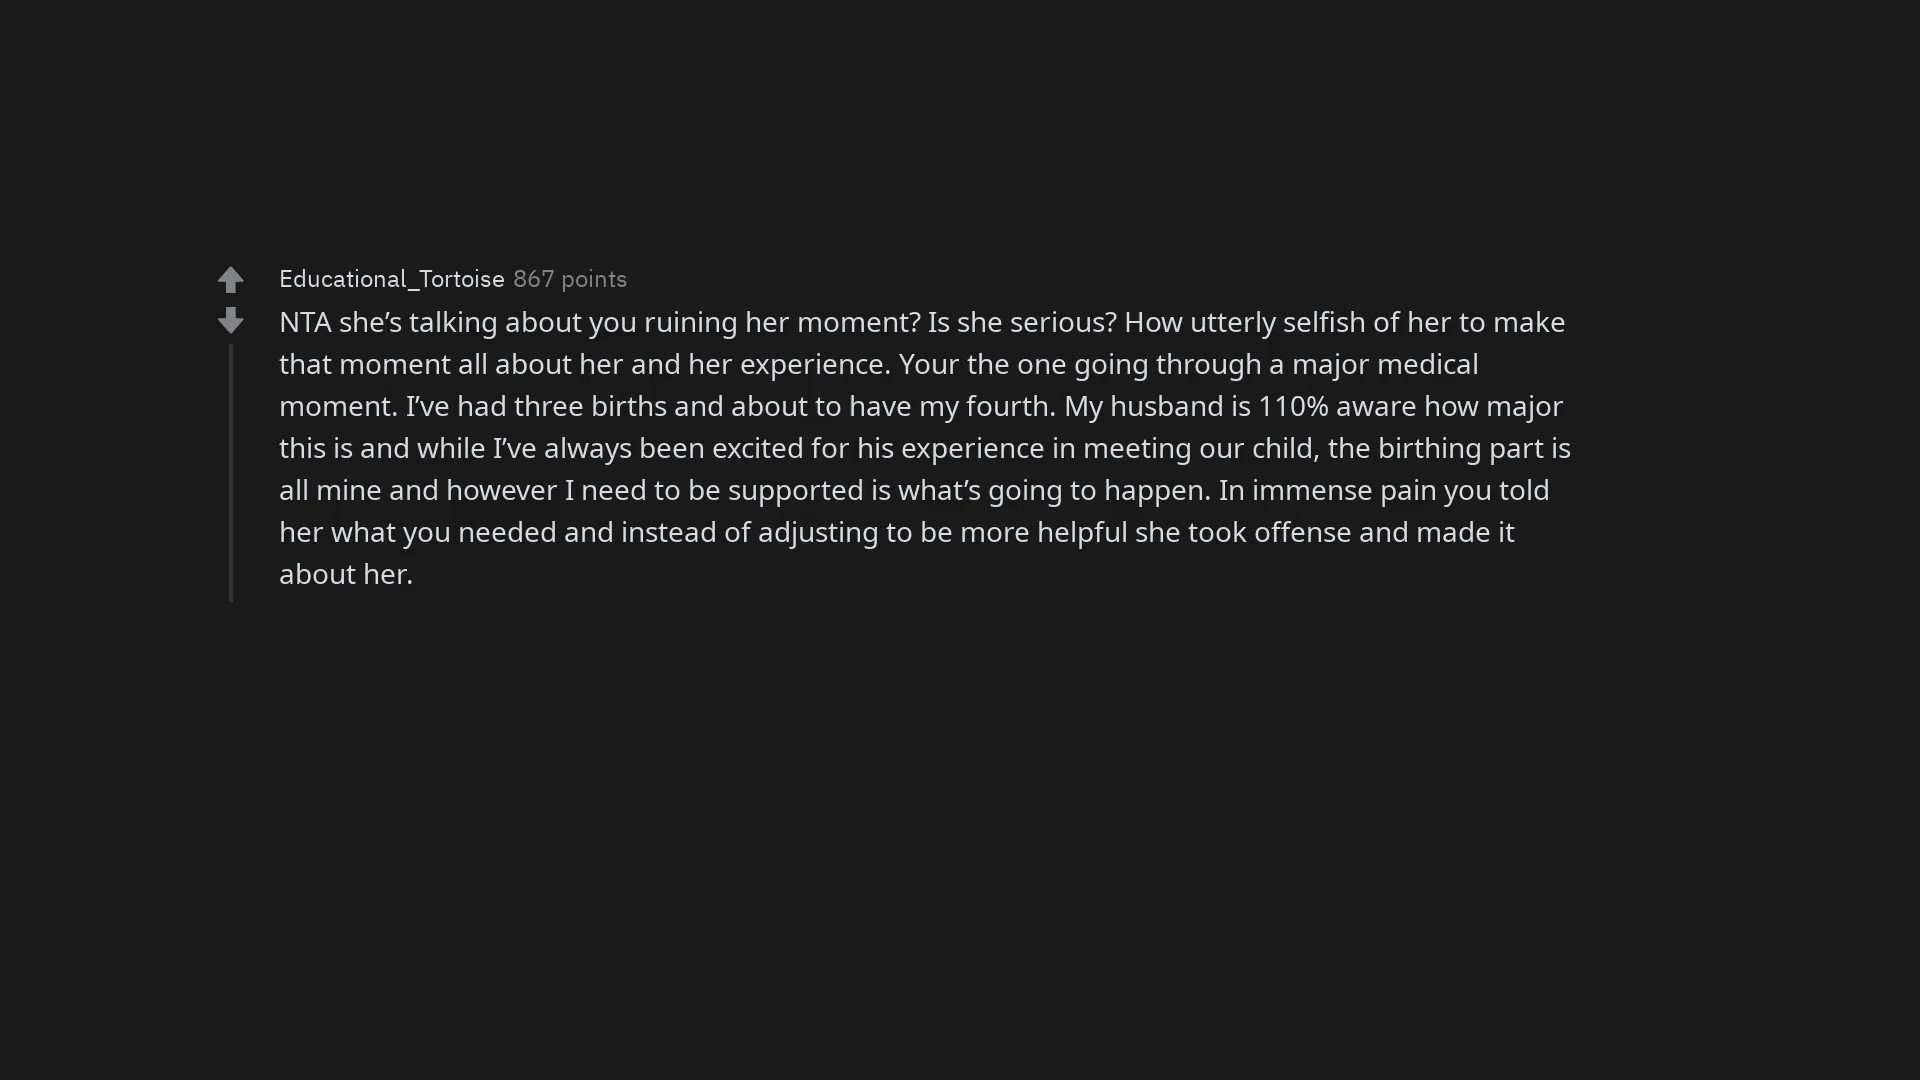 Educational_Tortoise 867 points
NTA she’s talking about you ruining her moment? Is she serious? How utterly selfish of her to make
that moment all about her and her experience. Your the one going through a major medical
moment. I’ve had three births and about to have my fourth. My husband is 110% aware how major
this is and while I’ve always been excited for his experience in meeting our child, the birthing part is
all mine and however I need to be supported is what’s going to happen. In immense pain you told
her what you needed and instead of adjusting to be more helpful she took offense and made it
about her.